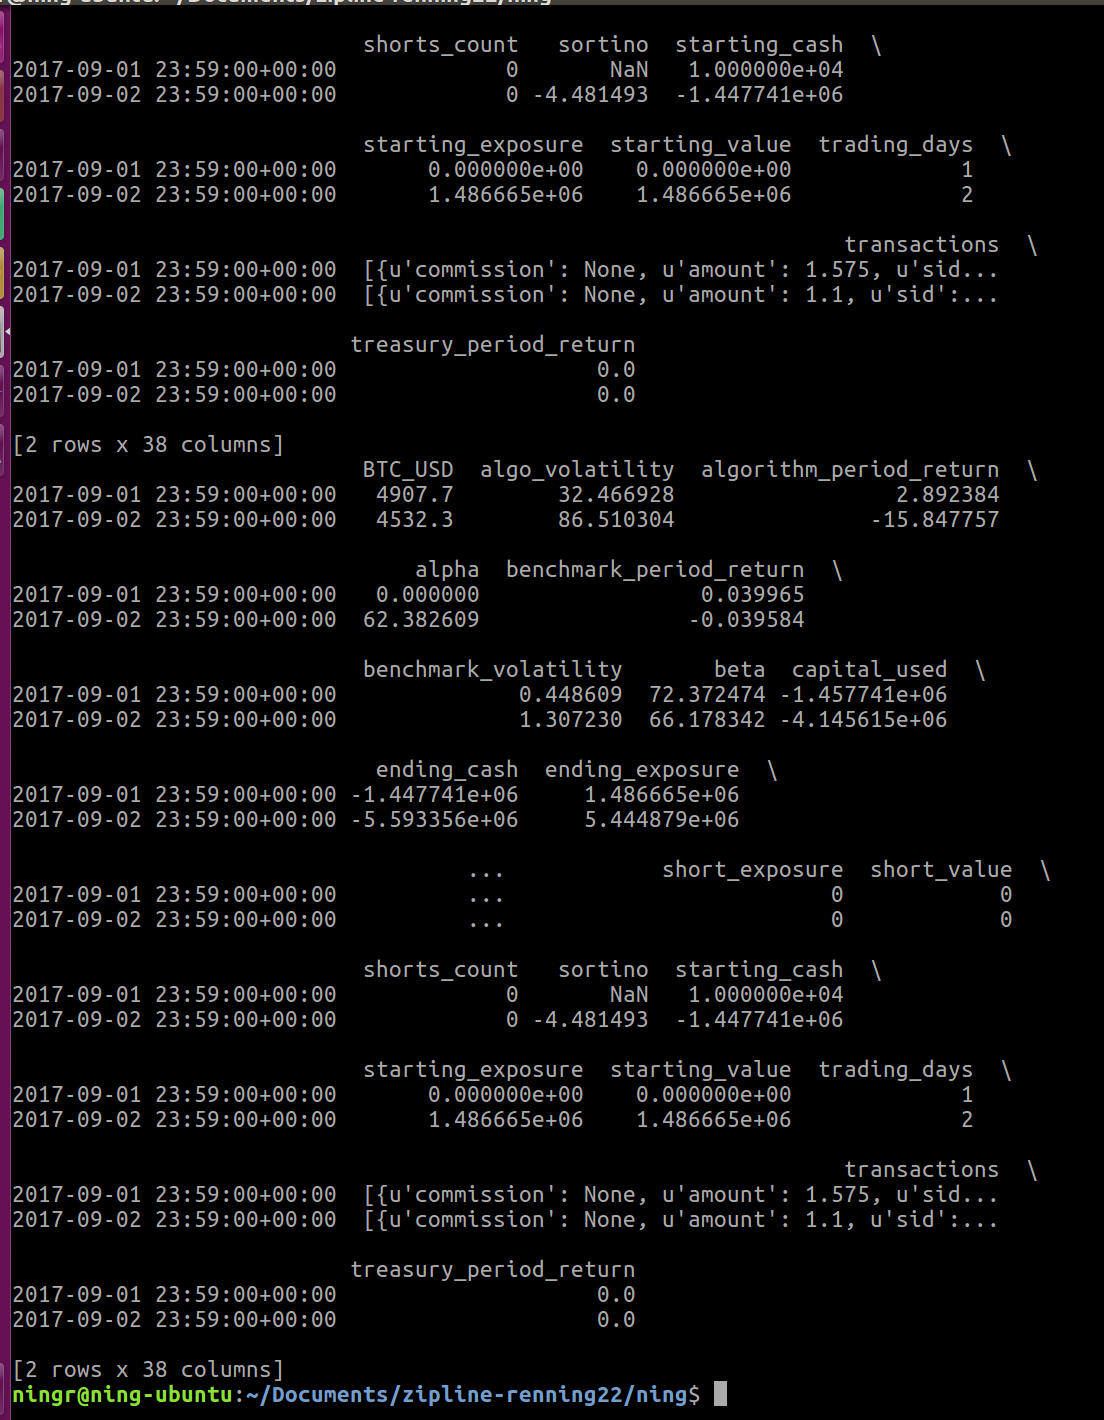 shorts_count sortino starting_cash \
2017-09-01 23:59:00+00:00 0 NaN 1.000000e+04
2017-09-02 23:59:00+00:00 0 -4.481493 -1.447741e+06
starting_exposure starting_value trading_days \
2017-09-01 23:59:00+00:00 0.000000e+00 0.000000e+00 1
2017-09-02 23:59:00+00:00 1.486665e+06 1.486665e+06 2
transactions \
2017-09-01 23:59:00+00:00 [{u'commission': None, u'amount': 1.575, u'sid...
2017-09-02 23:59:00+00:00 [{u'commission': None, u'amount': 1.1, u'sid':...
treasury_period_return
2017-09-01 23:59:00+00:00 0.0
2017-09-02 23:59:00+00:00 0.0
[2 rows x 38 columns]
BTC_USD algo_volatility algorithm_period_return \
2017-09-01 23:59:00+00:00 4907.7 32.466928 2.892384
2017-09-02 23:59:00+00:00 4532.3 86.510304 -15.847757
alpha benchmark_period_return \
2017-09-01 23:59:00+00:00 0.000000 0.039965
2017-09-02 23:59:00+00:00 62.382609 -0.039584
benchmark_volatility beta capital_used \
2017-09-01 23:59:00+00:00 0.448609 72.372474 -1.457741e+06
2017-09-02 23:59:00+00:00 1.307230 66.178342 -4.145615e+06
ending_cash ending_exposure \
2017-09-01 23:59:00+00:00 -1.447741e+06 1.486665e+06
2017-09-02 23:59:00+00:00 -5.593356e+06 5.444879e+06
... short_exposure short_value \
2017-09-01 23:59:00+00:00 ... 0 0
2017-09-02 23:59:00+00:00 ... 0 0
shorts_count sortino starting_cash \
2017-09-01 23:59:00+00:00 0 NaN 1.000000e+04
2017-09-02 23:59:00+00:00 0 -4.481493 -1.447741e+06
starting_exposure starting_value trading_days \
2017-09-01 23:59:00+00:00 0.000000e+00 0.000000e+00 1
2017-09-02 23:59:00+00:00 1.486665e+06 1.486665e+06 2
transactions \
2017-09-01 23:59:00+00:00 [{u'commission': None, u'amount': 1.575, u'sid...
2017-09-02 23:59:00+00:00 [{u'commission': None, u'amount': 1.1, u'sid':...
treasury_period_return
2017-09-01 23:59:00+00:00 0.0
2017-09-02 23:59:00+00:00 0.0
[2 rows x 38 columns]
ningr@ning-ubuntu:~/Documents/zipline-renning22/ning$